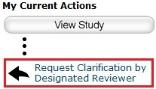 My Current Actions
View Study
Request Clarification by
Designated Reviewer